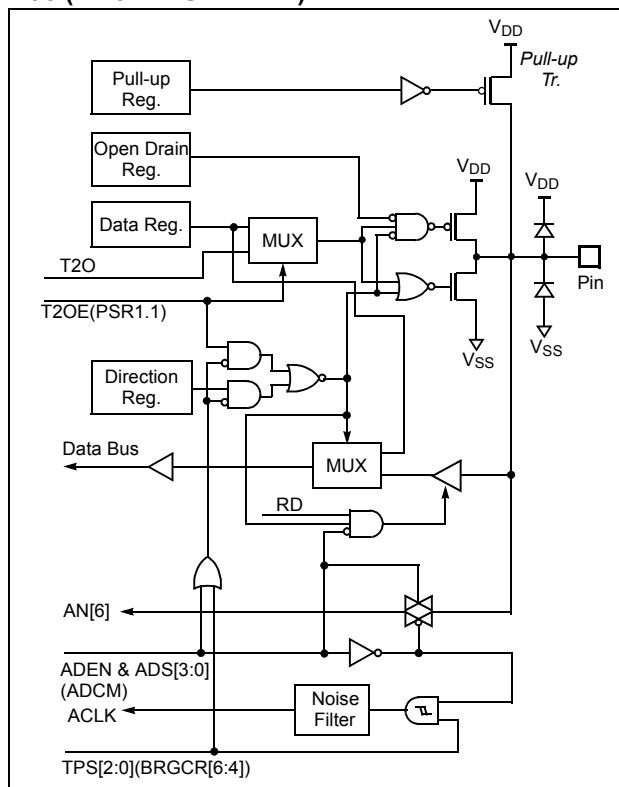 VDD
Pull-up
Tr.
Pull-up
Reg.
Open Drain
Reg.
VDD
VDD
Data Reg.
MUX
T2O
Pin
T2OE(PSR1.1)
VSS
VSS
Direction
Reg.
Data Bus
MUX
RD
AN[6]
ADEN & ADS[3:0]
(ADCM)
ACLK
Noise
Filter
TPS[2:0](BRGCR[6:4])